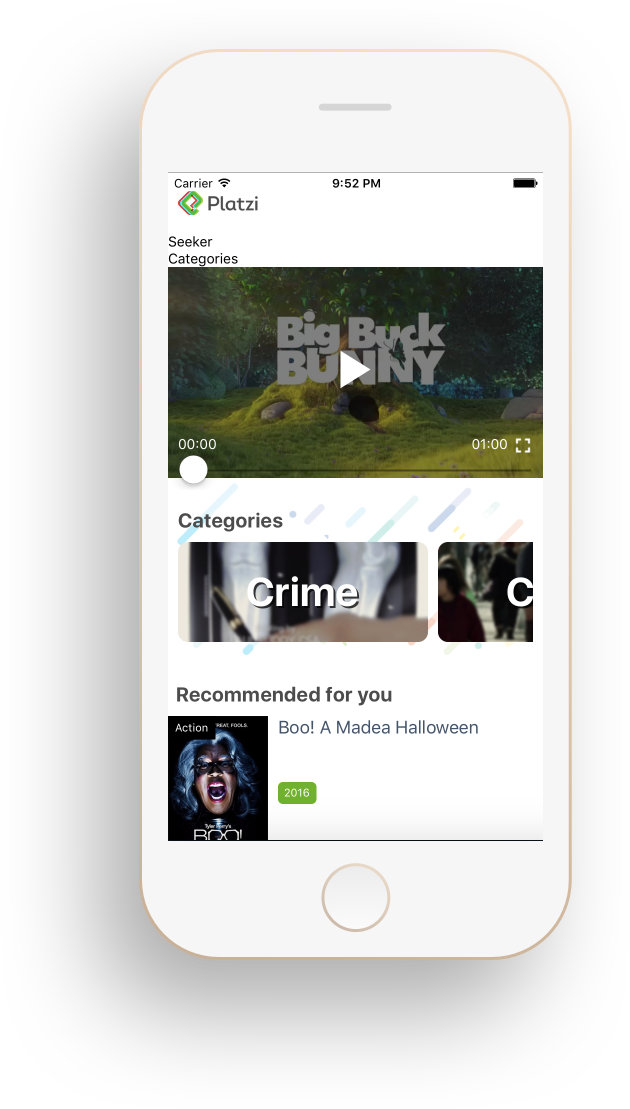 Carrier
9:52 PM
Platzi
Seeker
Categories
Big Buck
BUNNY
00:00
01:00
Categories
Crime
C
Recommended for you
Action
TREAT, FOOLS.
Boo! A Madea Halloween
2016
Tyler Perry's
BOO!